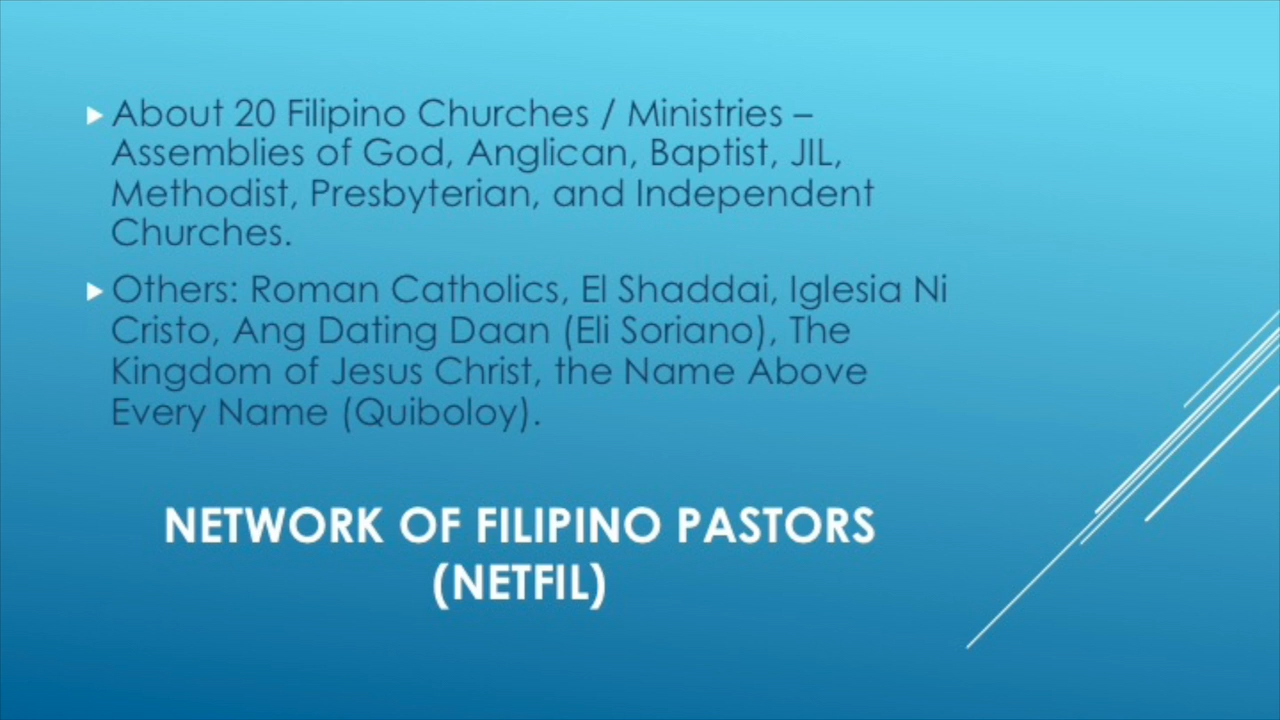 About 20 Filipino Churches / Ministries –
Assemblies of God, Anglican, Baptist, JIL,
Methodist, Presbyterian, and Independent
Churches.
Others: Roman Catholics, El Shaddai, Iglesia Ni
Cristo, Ang Dating Daan (Eli Soriano), The
Kingdom of Jesus Christ, the Name Above
Every Name (Quiboloy).
NETWORK OF FILIPINO PASTORS
(NETFIL)